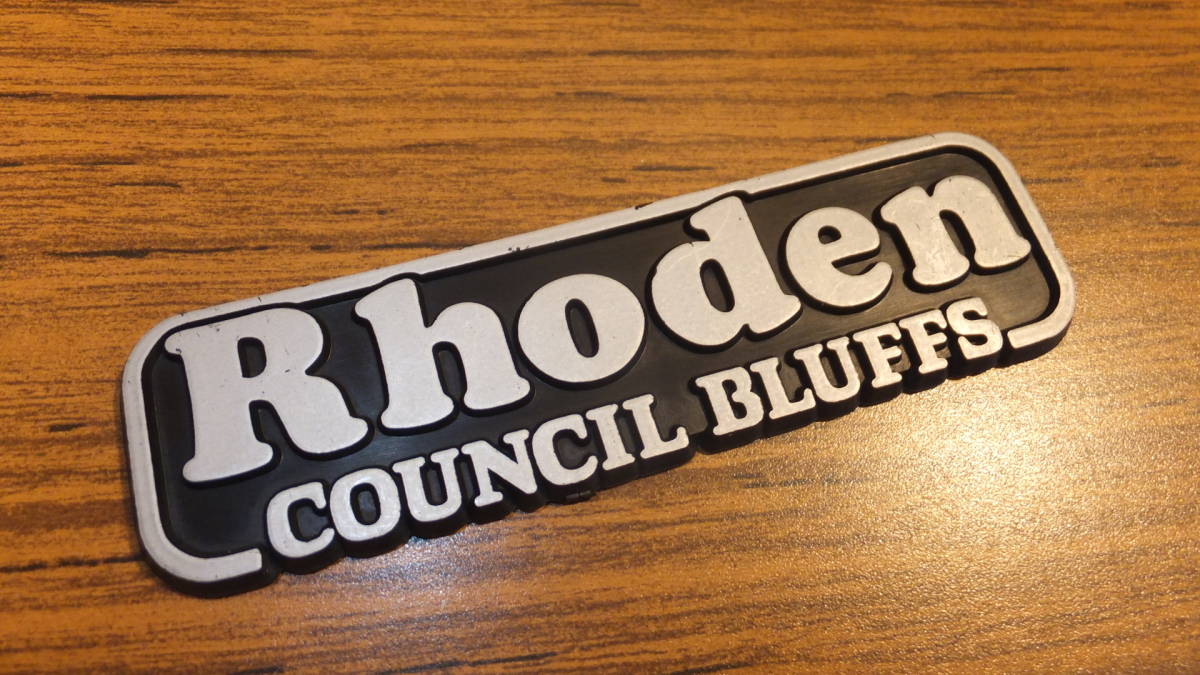 Rhoden
COUNCIL BLUFFS